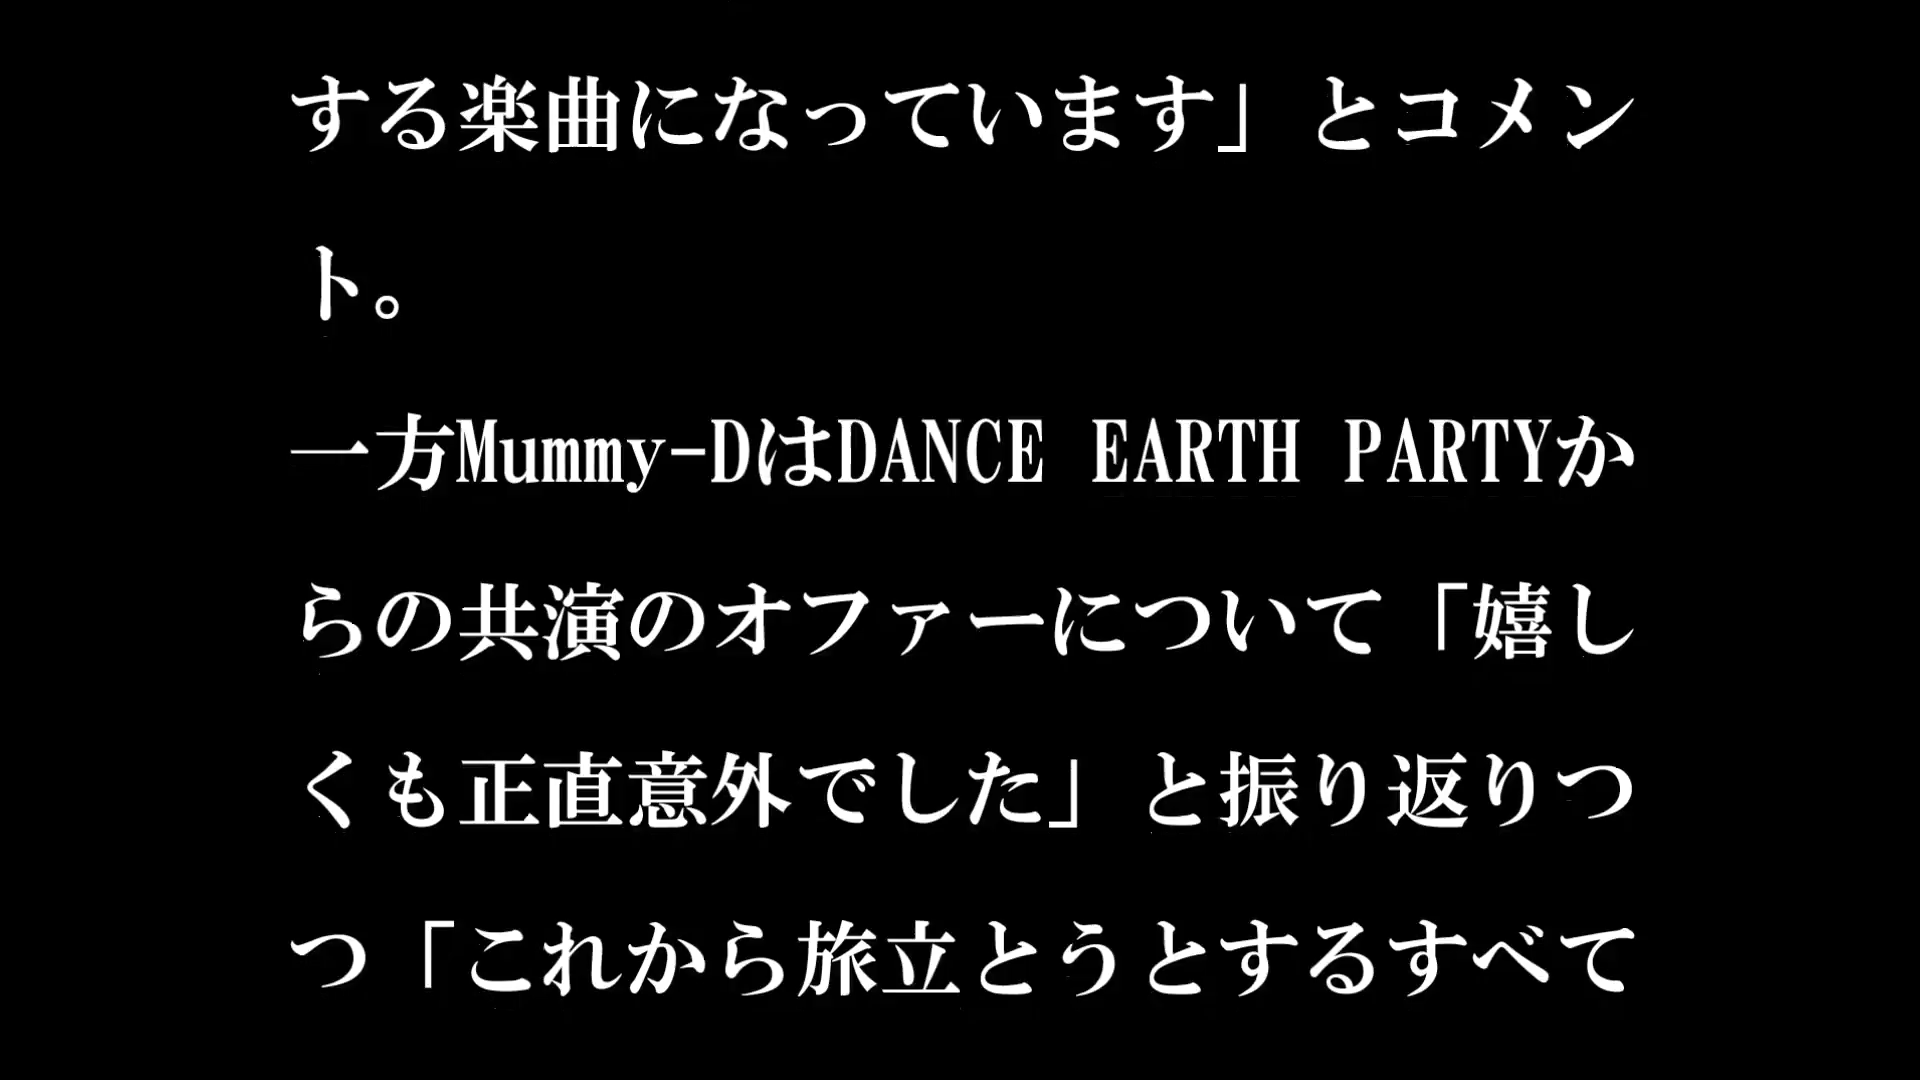 する楽曲になっています」とコメン
ト。
一方Mummy-DはDANCE EARTH PARTYか
らの共演のオファーについて「嬉し
くも正直意外でした」と振り返りつ
つ「これから旅立とうとするすべて